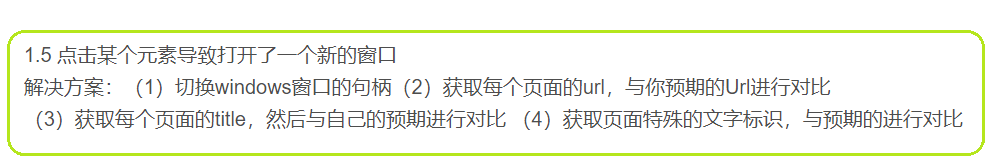 1.5 点击某个元素导致打开了一个新的窗口
解决方案：（1）切换windows窗口的句柄（2）获取每个页面的url，与你预期的Url进行对比
（3）获取每个页面的title，然后与自己的预期进行对比 （4）获取页面特殊的文字标识，与预期的进行对比